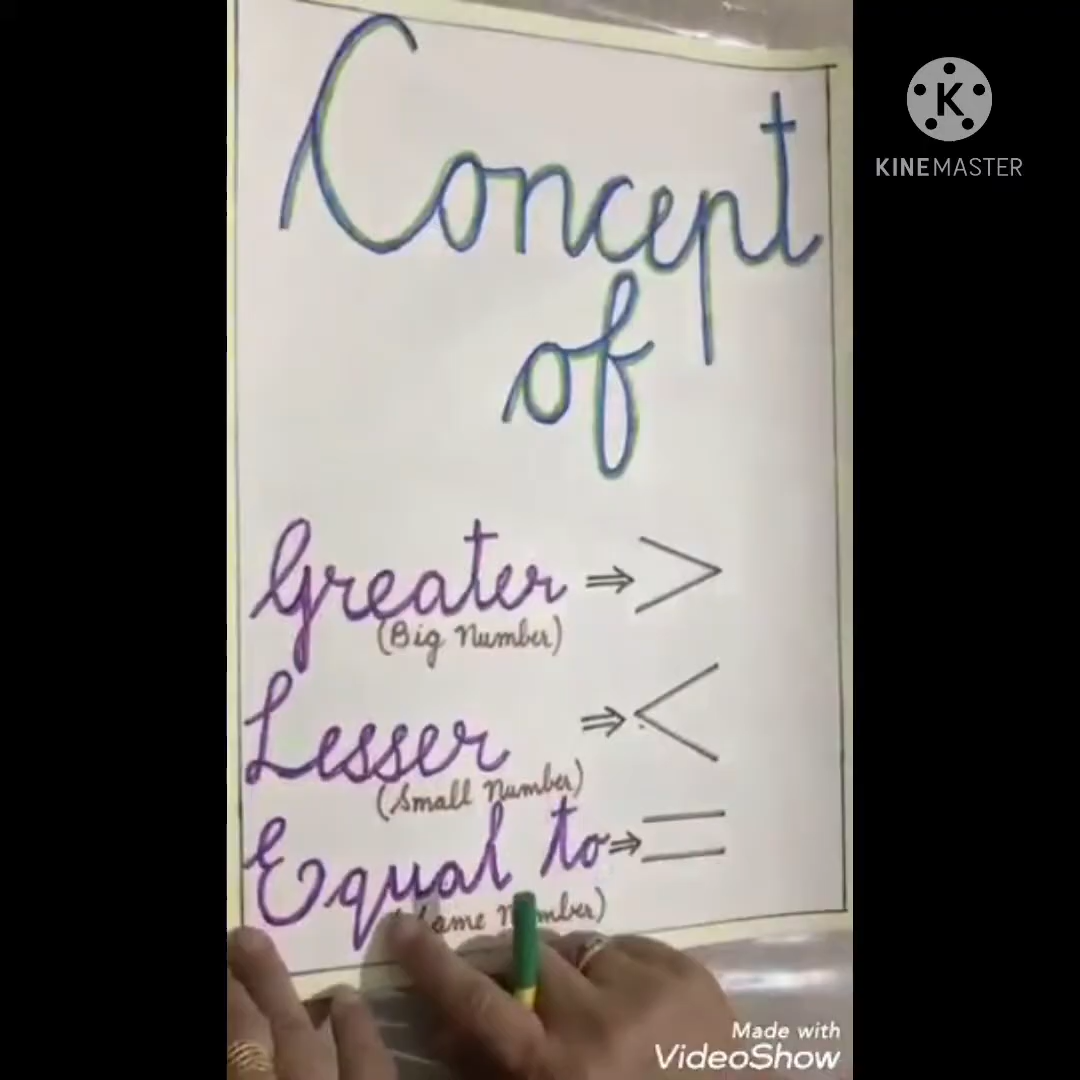 Concept
of
Greater ⇒ >
(Big Number)
Lesser ⇒ <
(Small Number)
Equal to ⇒ =
KINEMASTER
Made with
VideoShow